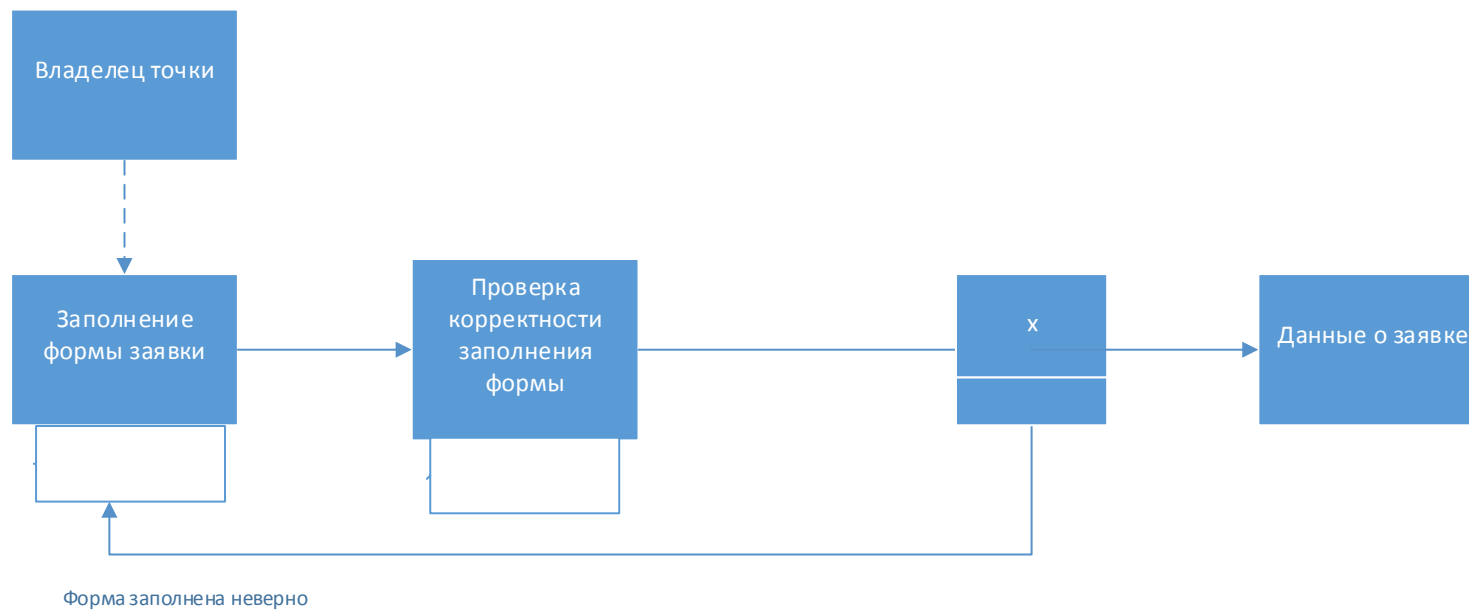 Владелец точки
Заполнение
формы заявки
Проверка
корректности
заполнения
формы
х
Данные о заявке
Форма заполнена неверно